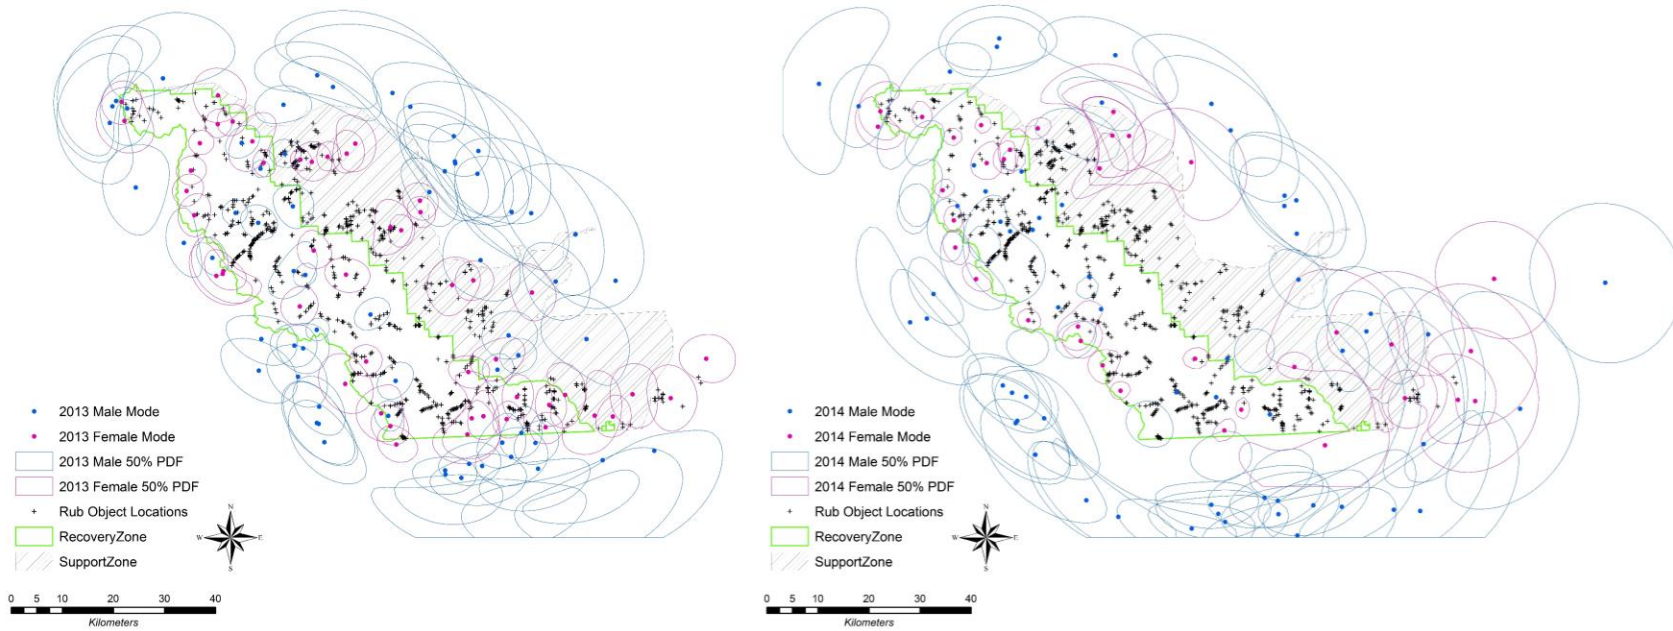 2013 Male Mode
2013 Female Mode
2013 Male 50% PDF
2013 Female 50% PDF
Rub Object Locations
RecoveryZone
SupportZone
N
W
E
S
0 5 10 20 30 40
Kilometers
2014 Male Mode
2014 Female Mode
2014 Male 50% PDF
2014 Female 50% PDF
Rub Object Locations
RecoveryZone
SupportZone
N
W
E
S
0 5 10 20 30 40
Kilometers